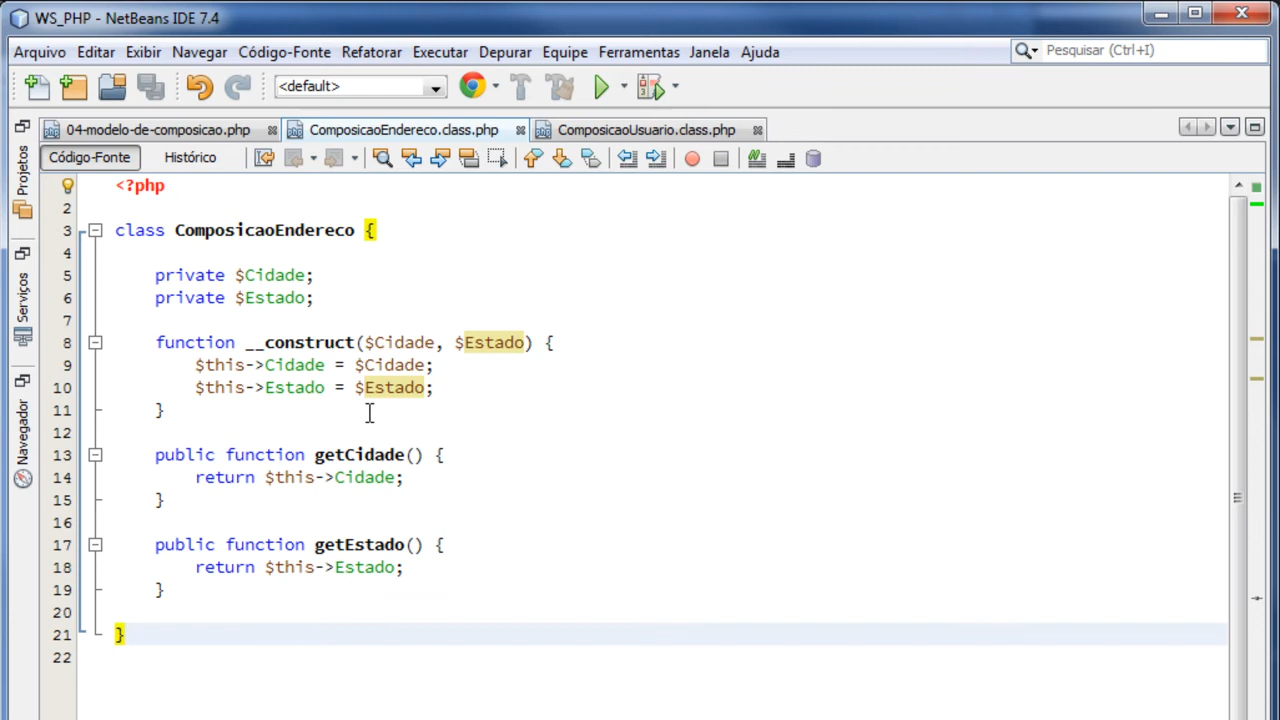 WS_PHP - NetBeans IDE 7.4
Arquivo Editar Exibir Navegar Código-Fonte Refatorar Executar Depurar Equipe Ferramentas Janela Ajuda
Pesquisar (Ctrl+I)
<default>
04-modelo-de-composicao.php ComposicaoEndereco.class.php ComposicaoUsuario.class.php
Código-Fonte Histórico
Projetos
Serviços
Navegador
<?php
2
3 class ComposicaoEndereco {
4
5 private $Cidade;
6 private $Estado;
7
8 function __construct($Cidade, $Estado) {
9 $this->Cidade = $Cidade;
10 $this->Estado = $Estado;
11 }
12
13 public function getCidade() {
14 return $this->Cidade;
15 }
16
17 public function getEstado() {
18 return $this->Estado;
19 }
20
21 }
22